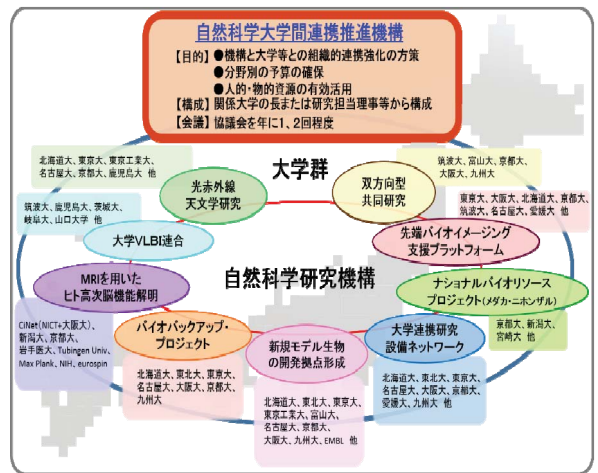 自然科学大学間連携推進機構
【目的】 ●機構と大学等との組織的連携強化の方策
●分野別の予算の確保
●人的・物的資源の有効活用
【構成】 関係大学の長または研究担当理事等から構成
【会議】 協議会を年に1、2回程度
大学群
北海道大、東京大、東京工業大、
名古屋大、京都大、鹿児島大 他
光赤外線
天文学研究
双方向型
共同研究
筑波大、富山大、京都大、
大阪大、九州大
筑波大、鹿児島大、茨城大、
岐阜大、山口大学 他
大学VLBI連合
先端バイオイメージング
支援プラットフォーム
東京大、大阪大、北海道大、京都大、
筑波大、名古屋大、愛媛大 他
自然科学研究機構
MRIを用いた
ヒト高次脳機能解明
CiNet(NICT+大阪大)、
新潟大、京都大、
岩手医大、Tubingen Univ,
Max Plank、NIH、eurospin
ナショナルバイオリソース
プロジェクト(メダカ・ニホンザル)
京都大、新潟大、
宮崎大 他
バイオバックアップ・
プロジェクト
北海道大、東北大、東京大、
名古屋大、大阪大、京都大、
九州大
新規モデル生物
の開発拠点形成
北海道大、東北大、東京大、
東京工業大、富山大、
名古屋大、京都大、
大阪大、九州大、EMBL 他
大学連携研究
設備ネットワーク
北海道大、東北大、東京大、
名古屋大、大阪大、京都大、
愛媛大、九州大 他